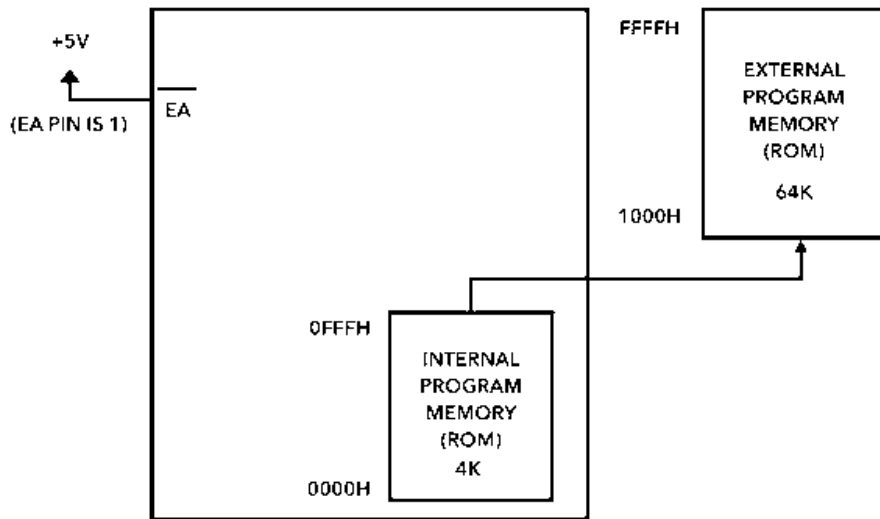 +5V
(EA PIN IS 1)
EA
FFFFH
EXTERNAL
PROGRAM
MEMORY
(ROM)
64K
1000H
0FFFH
INTERNAL
PROGRAM
MEMORY
(ROM)
4K
0000H